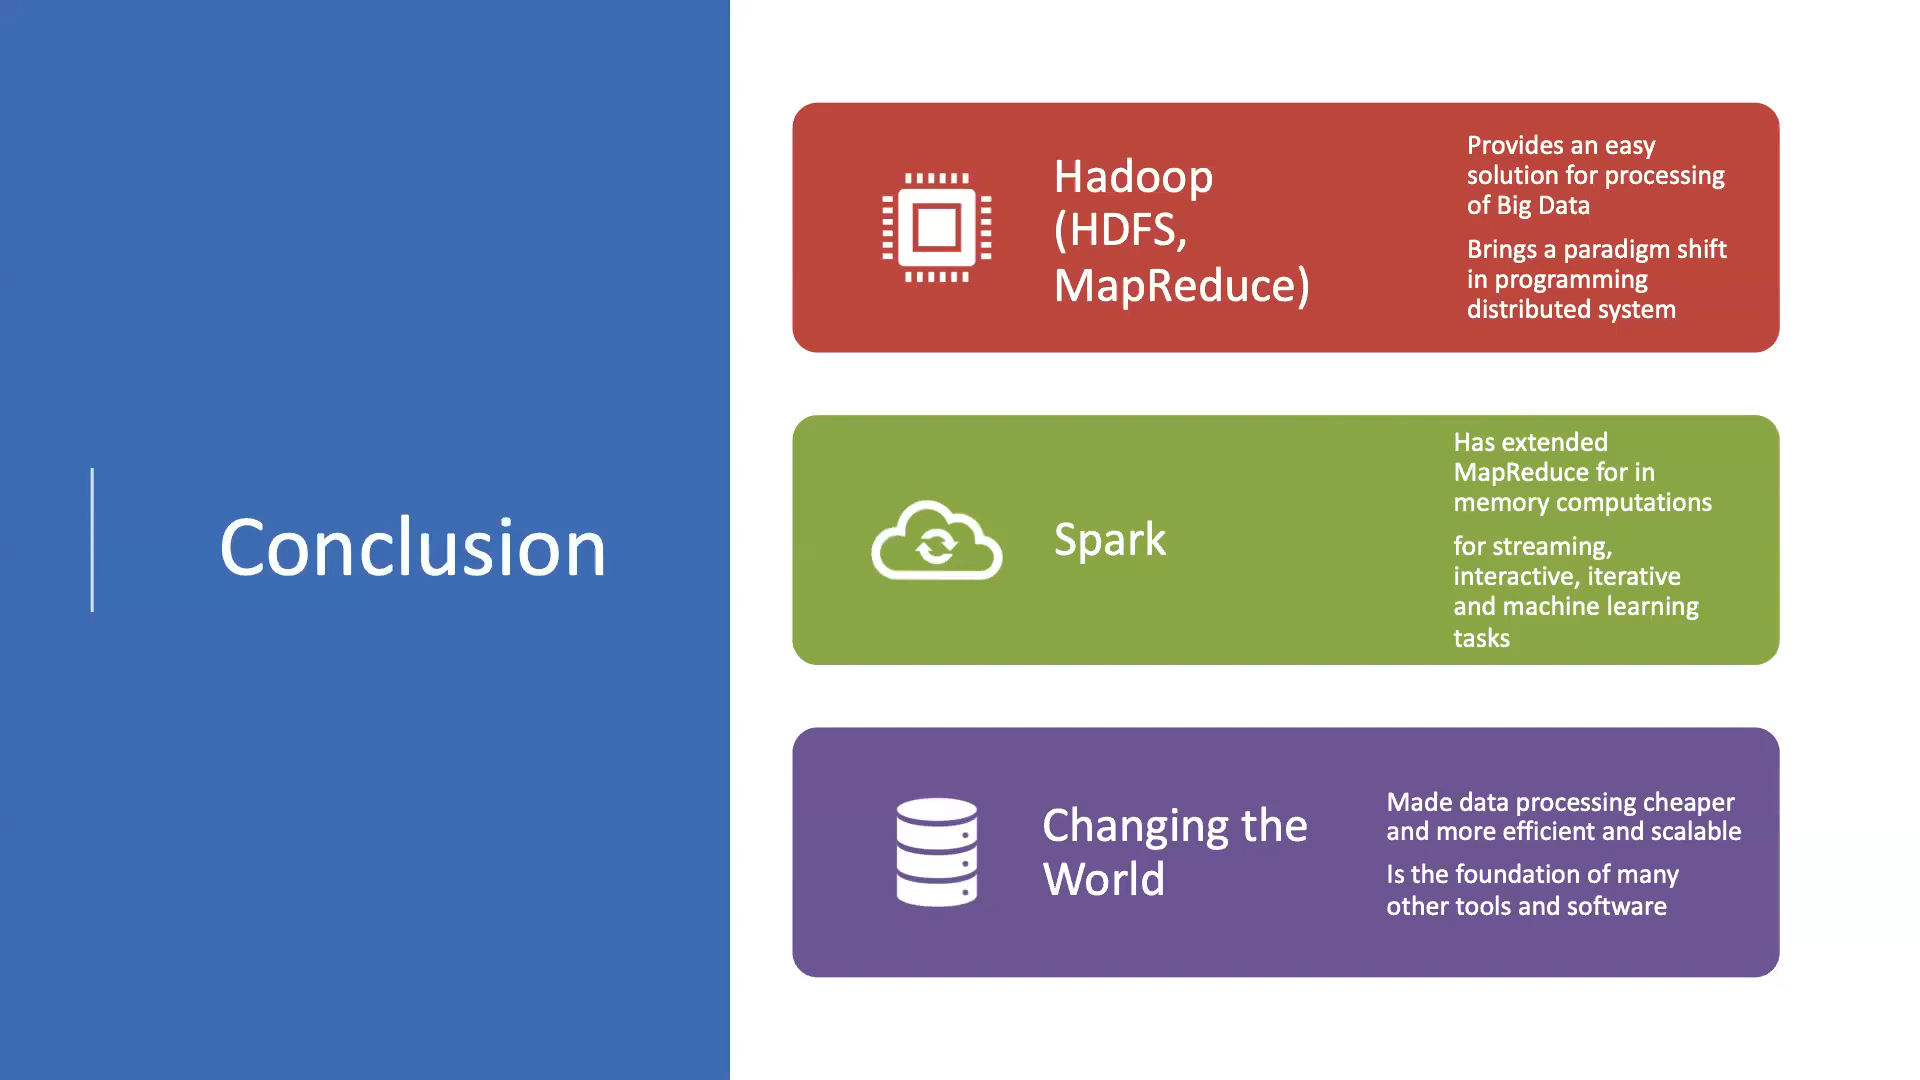 Conclusion
Hadoop
(HDFS,
MapReduce)
Provides an easy
solution for processing
of Big Data
Brings a paradigm shift
in programming
distributed system
Spark
Has extended
MapReduce for in
memory computations
for streaming,
interactive, iterative
and machine learning
tasks
Changing the
World
Made data processing cheaper
and more efficient and scalable
Is the foundation of many
other tools and software